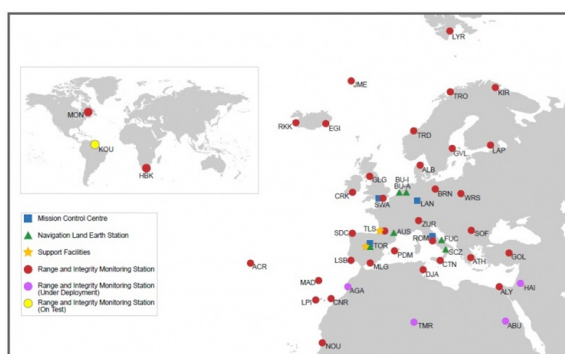 LYR
JME
KIR
TRO
MON
RKK
EGI
TRD
KOU
GVL
LAP
ALB
HBK
GLG
BU-I
BU-A
CRK
BRN
WRS
SWA
LAN
Mission Control Centre
ZUR
Navigation Land Earth Station
TLS
AUS
SDC
ROM
FUC
SOF
Support Facilities
TOR
SCZ
Range and Integrity Monitoring Station
ACR
LSB
MLG
PDM
CTN
ATH
GOL
Range and Integrity Monitoring Station
(Under Deployment)
DJA
MAD
AGA
ALY
HAI
Range and Integrity Monitoring Station
(On Test)
LPI
CNR
TMR
ABU
NOU